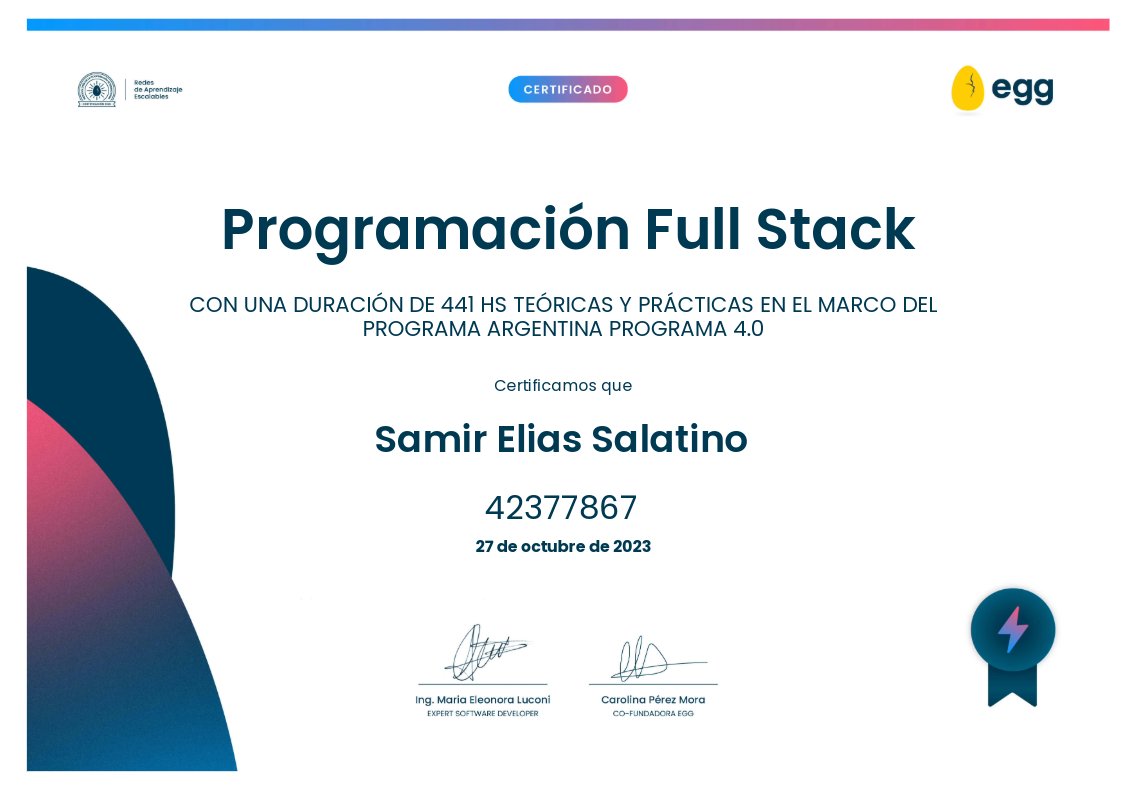 Redes
de Aprendizaje
Escalables
CERTIFICADO
egg
Programación Full Stack
CON UNA DURACIÓN DE 441 HS TEÓRICAS Y PRÁCTICAS EN EL MARCO DEL
PROGRAMA ARGENTINA PROGRAMA 4.0
Certificamos que
Samir Elias Salatino
42377867
27 de octubre de 2023
Ing. Maria Eleonora Luconi
EXPERT SOFTWARE DEVELOPER
Carolina Pérez Mora
CO-FUNDADORA EGG